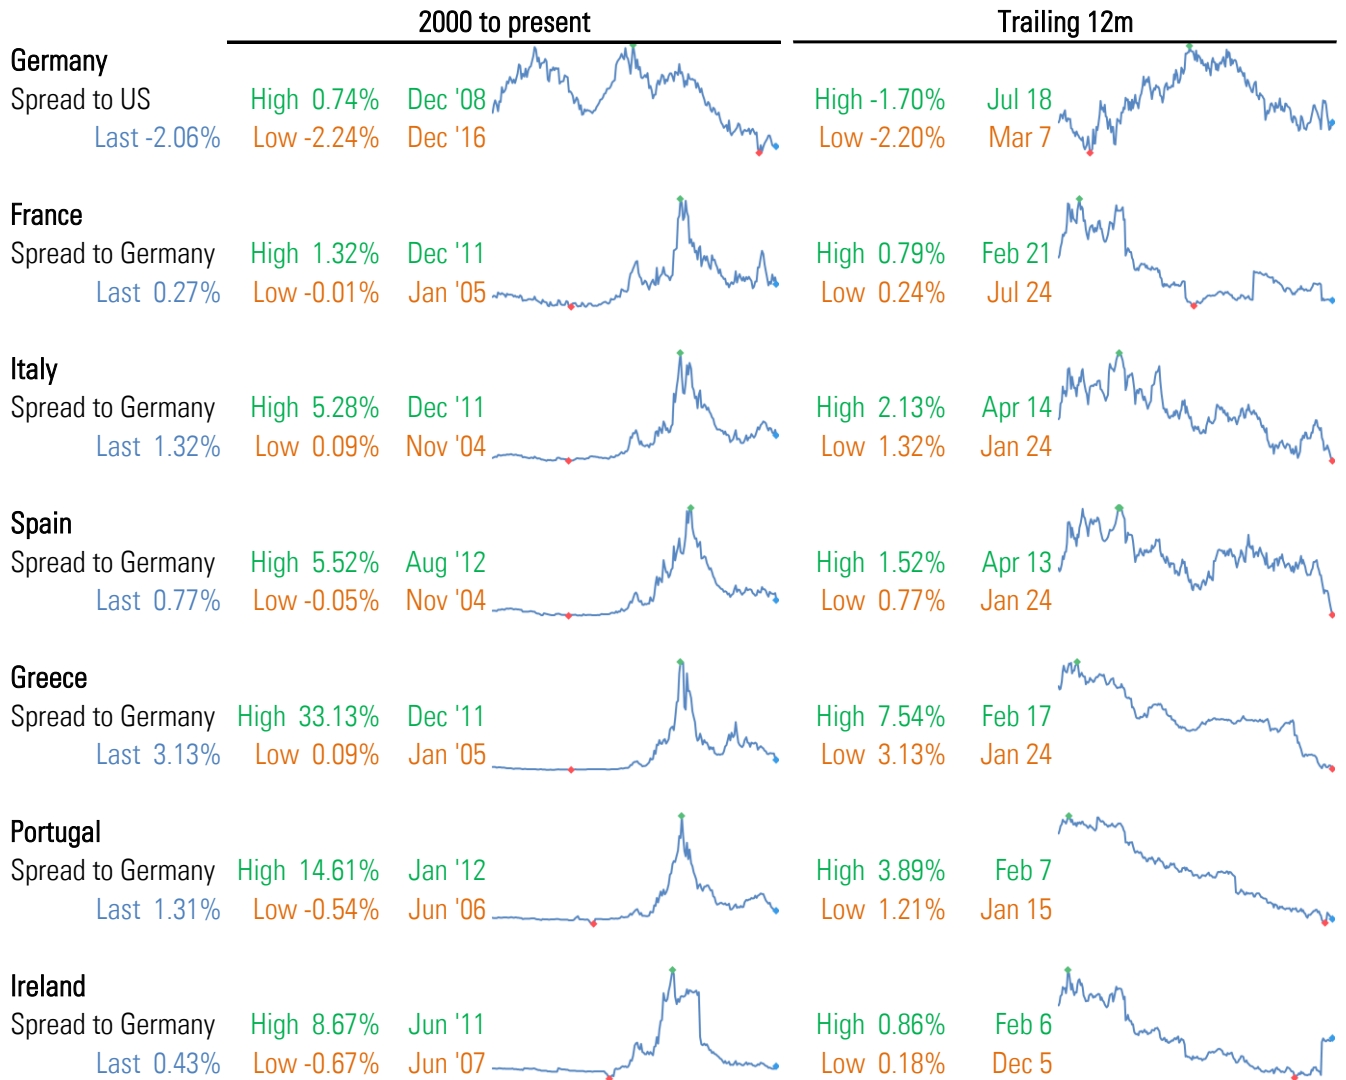 2000 to present Trailing 12m
Germany
Spread to US High 0.74% Dec '08 High -1.70% Jul 18
Last -2.06% Low -2.24% Dec '16 Low -2.20% Mar 7
France
Spread to Germany High 1.32% Dec '11 High 0.79% Feb 21
Last 0.27% Low -0.01% Jan '05 Low 0.24% Jul 24
Italy
Spread to Germany High 5.28% Dec '11 High 2.13% Apr 14
Last 1.32% Low 0.09% Nov '04 Low 1.32% Jan 24
Spain
Spread to Germany High 5.52% Aug '12 High 1.52% Apr 13
Last 0.77% Low -0.05% Nov '04 Low 0.77% Jan 24
Greece
Spread to Germany High 33.13% Dec '11 High 7.54% Feb 17
Last 3.13% Low 0.09% Jan '05 Low 3.13% Jan 24
Portugal
Spread to Germany High 14.61% Jan '12 High 3.89% Feb 7
Last 1.31% Low -0.54% Jun '06 Low 1.21% Jan 15
Ireland
Spread to Germany High 8.67% Jun '11 High 0.86% Feb 6
Last 0.43% Low -0.67% Jun '07 Low 0.18% Dec 5